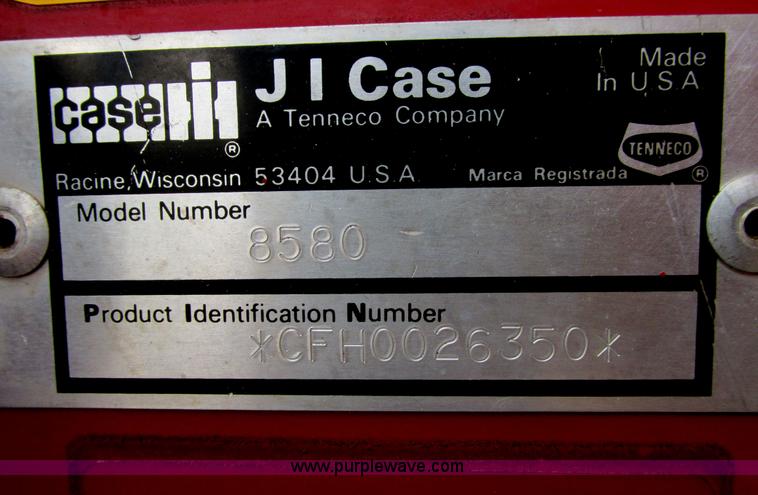 case IH ®
J I Case
A Tenneco Company
Made
In U.S.A
TENNECO
®
Racine, Wisconsin 53404 U.S.A.
Marca Registrada
Model Number
8580
Product Identification Number
*CFH0026350*
www.purplewave.com